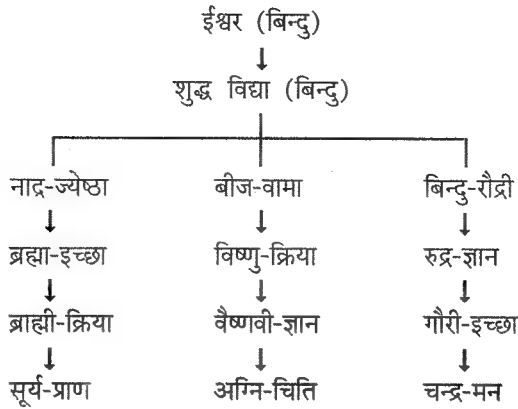 ईश्वर (बिन्दु)
शुद्ध विद्या (बिन्दु)
नाद्र-ज्येष्ठा बीज-वामा बिन्दु-रौद्री
ब्रह्मा-इच्छा विष्णु-क्रिया रुद्र-ज्ञान
ब्राह्मी-क्रिया वैष्णवी-ज्ञान गौरी-इच्छा
सूर्य-प्राण अग्नि-चिति चन्द्र-मन